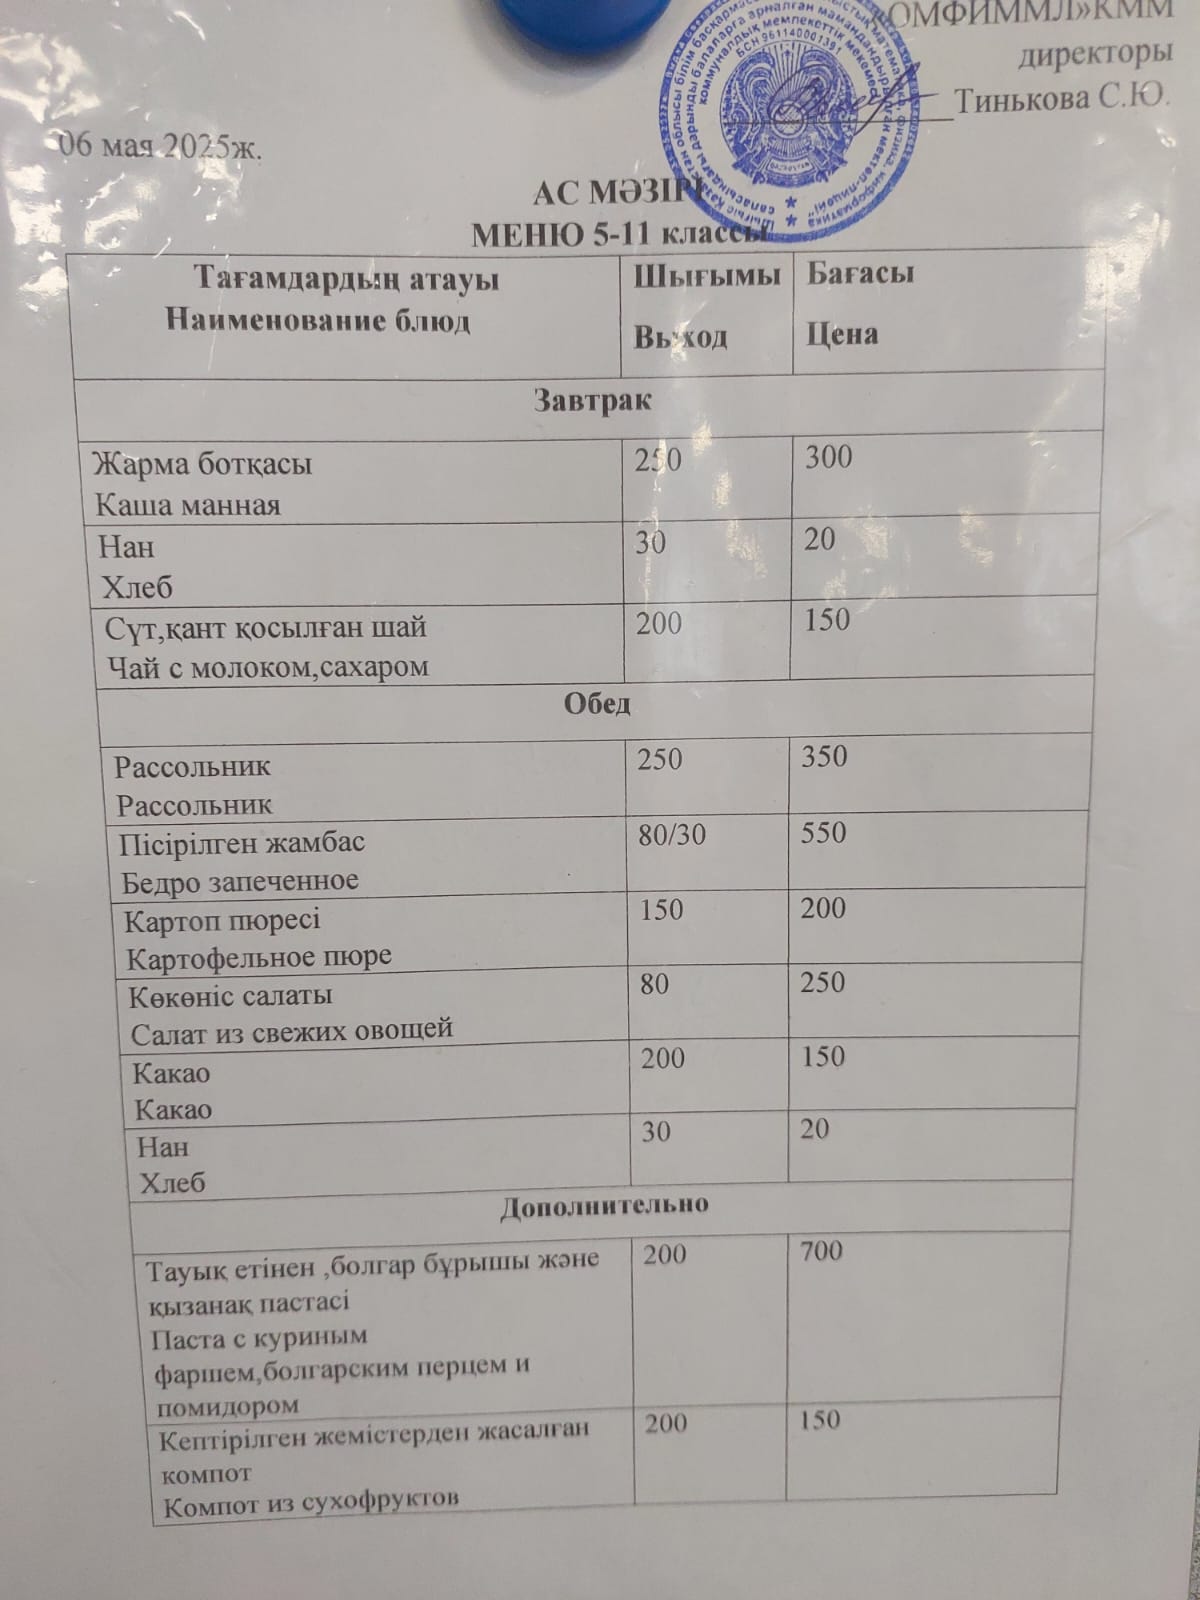 «ОМФИММЛ»КММ
директоры
Тинькова С.Ю.
06 мая 2025ж.
АС МӘЗІРІ
МЕНЮ 5-11 классы
Тағамдардың атауы
Наименование блюд
Шығымы
Выход
Бағасы
Цена
Завтрак
Жарма ботқасы
Каша манная
250
300
Нан
Хлеб
30
20
Сүт,қант қосылған шай
Чай с молоком,сахаром
200
150
Обед
Рассольник
Рассольник
250
350
Пісірілген жамбас
Бедро запеченное
80/30
550
Картоп пюресі
Картофельное пюре
150
200
Көкөніс салаты
Салат из свежих овощей
80
250
Какао
Какао
200
150
Нан
Хлеб
30
20
Дополнительно
Тауық етінен ,болгар бұрышы және
қызанақ пастасі
Паста с куриным
фаршем,болгарским перцем и
помидором
200
700
Кептірілген жемістерден жасалған
компот
Компот из сухофруктов
200
150
БСН 961140001391